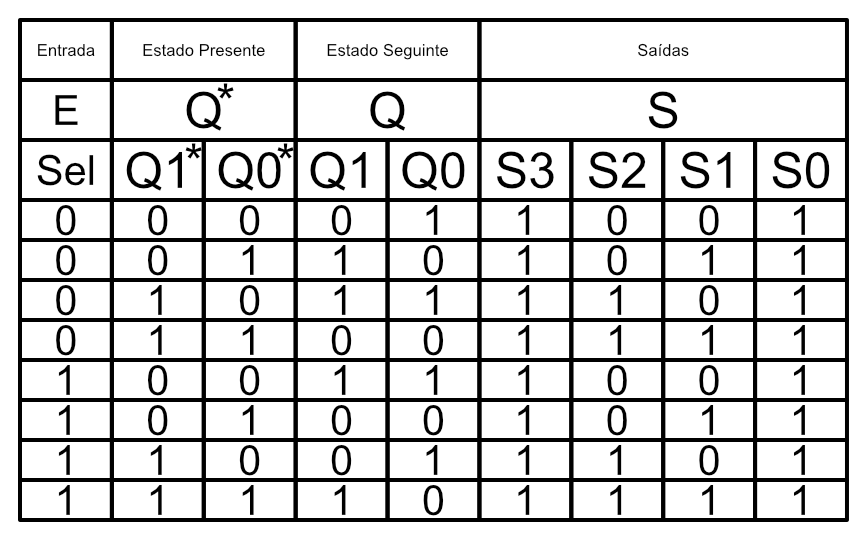 Entrada Estado Presente Estado Seguinte Saídas
E Q* Q S
Sel Q1* Q0* Q1 Q0 S3 S2 S1 S0
0 0 0 0 1 1 0 0 1
0 0 1 1 0 1 0 1 1
0 1 0 1 1 1 1 0 1
0 1 1 0 0 1 1 1 1
1 0 0 1 1 1 0 0 1
1 0 1 0 0 1 0 1 1
1 1 0 0 1 1 1 0 1
1 1 1 1 0 1 1 1 1